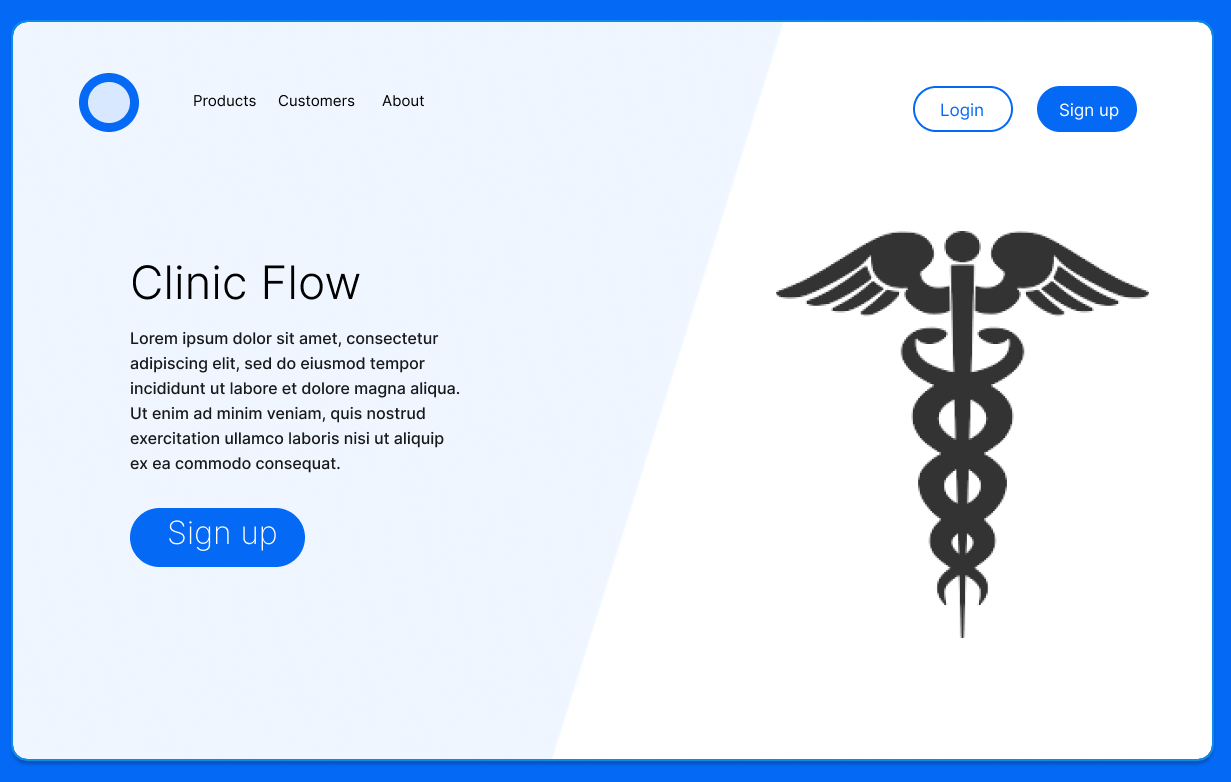 Products Customers About
Login Sign up
Clinic Flow
Lorem ipsum dolor sit amet, consectetur
adipiscing elit, sed do eiusmod tempor
incididunt ut labore et dolore magna aliqua.
Ut enim ad minim veniam, quis nostrud
exercitation ullamco laboris nisi ut aliquip
ex ea commodo consequat.
Sign up